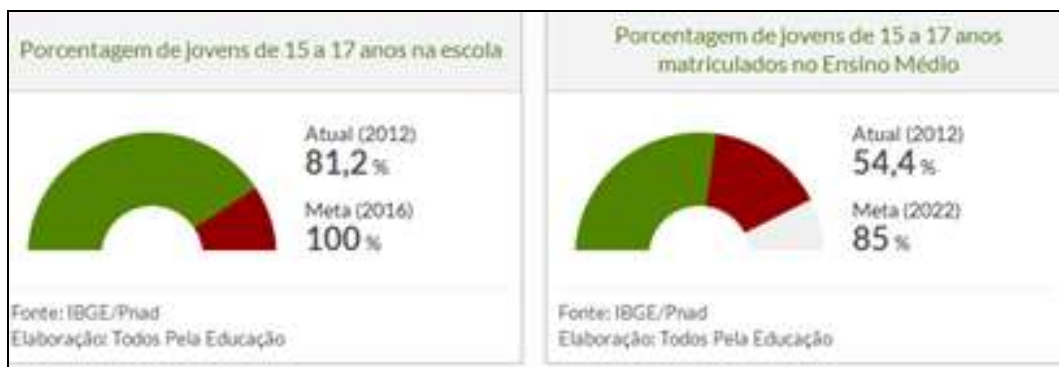 Porcentagem de jovens de 15 a 17 anos na escola
Atual (2012)
81,2 %
Meta (2016)
100 %
Fonte: IBGE/Pnad
Elaboração: Todos Pela Educação
Porcentagem de jovens de 15 a 17 anos
matriculados no Ensino Médio
Atual (2012)
54,4 %
Meta (2022)
85 %
Fonte: IBGE/Pnad
Elaboração: Todos Pela Educação